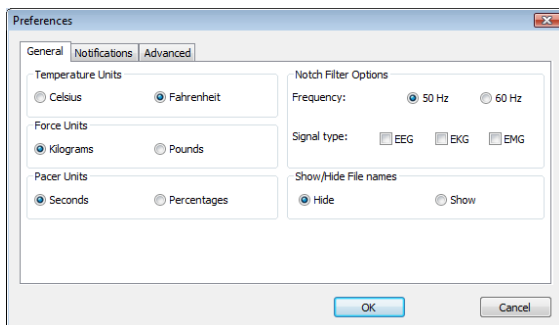 Preferences
General Notifications Advanced
Temperature Units
Celsius Fahrenheit
Force Units
Kilograms Pounds
Pacer Units
Seconds Percentages
Notch Filter Options
Frequency: 50 Hz 60 Hz
Signal type: EEG EKG EMG
Show/Hide File names
Hide Show
OK Cancel